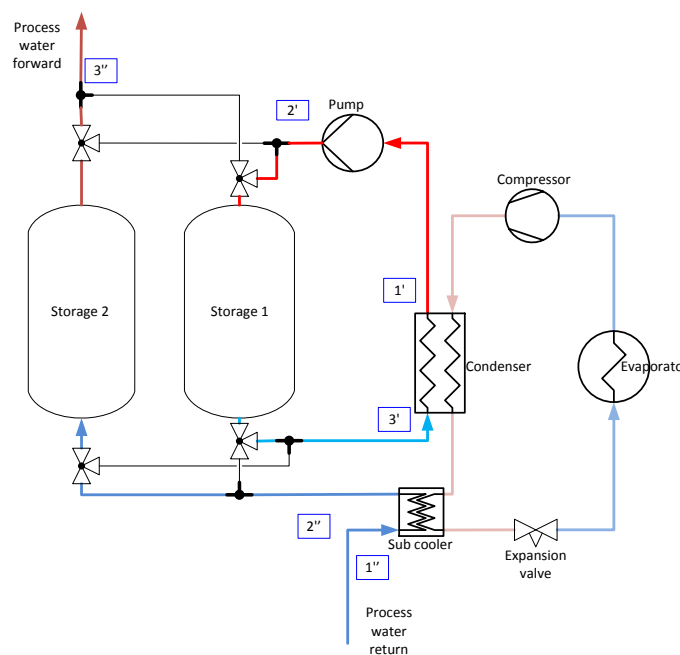 Process
water
forward
3''
2'
Pump
Compressor
Storage 2
Storage 1
1'
Condenser
Evaporato
3'
2''
Sub cooler
1''
Expansion
valve
Process
water
return